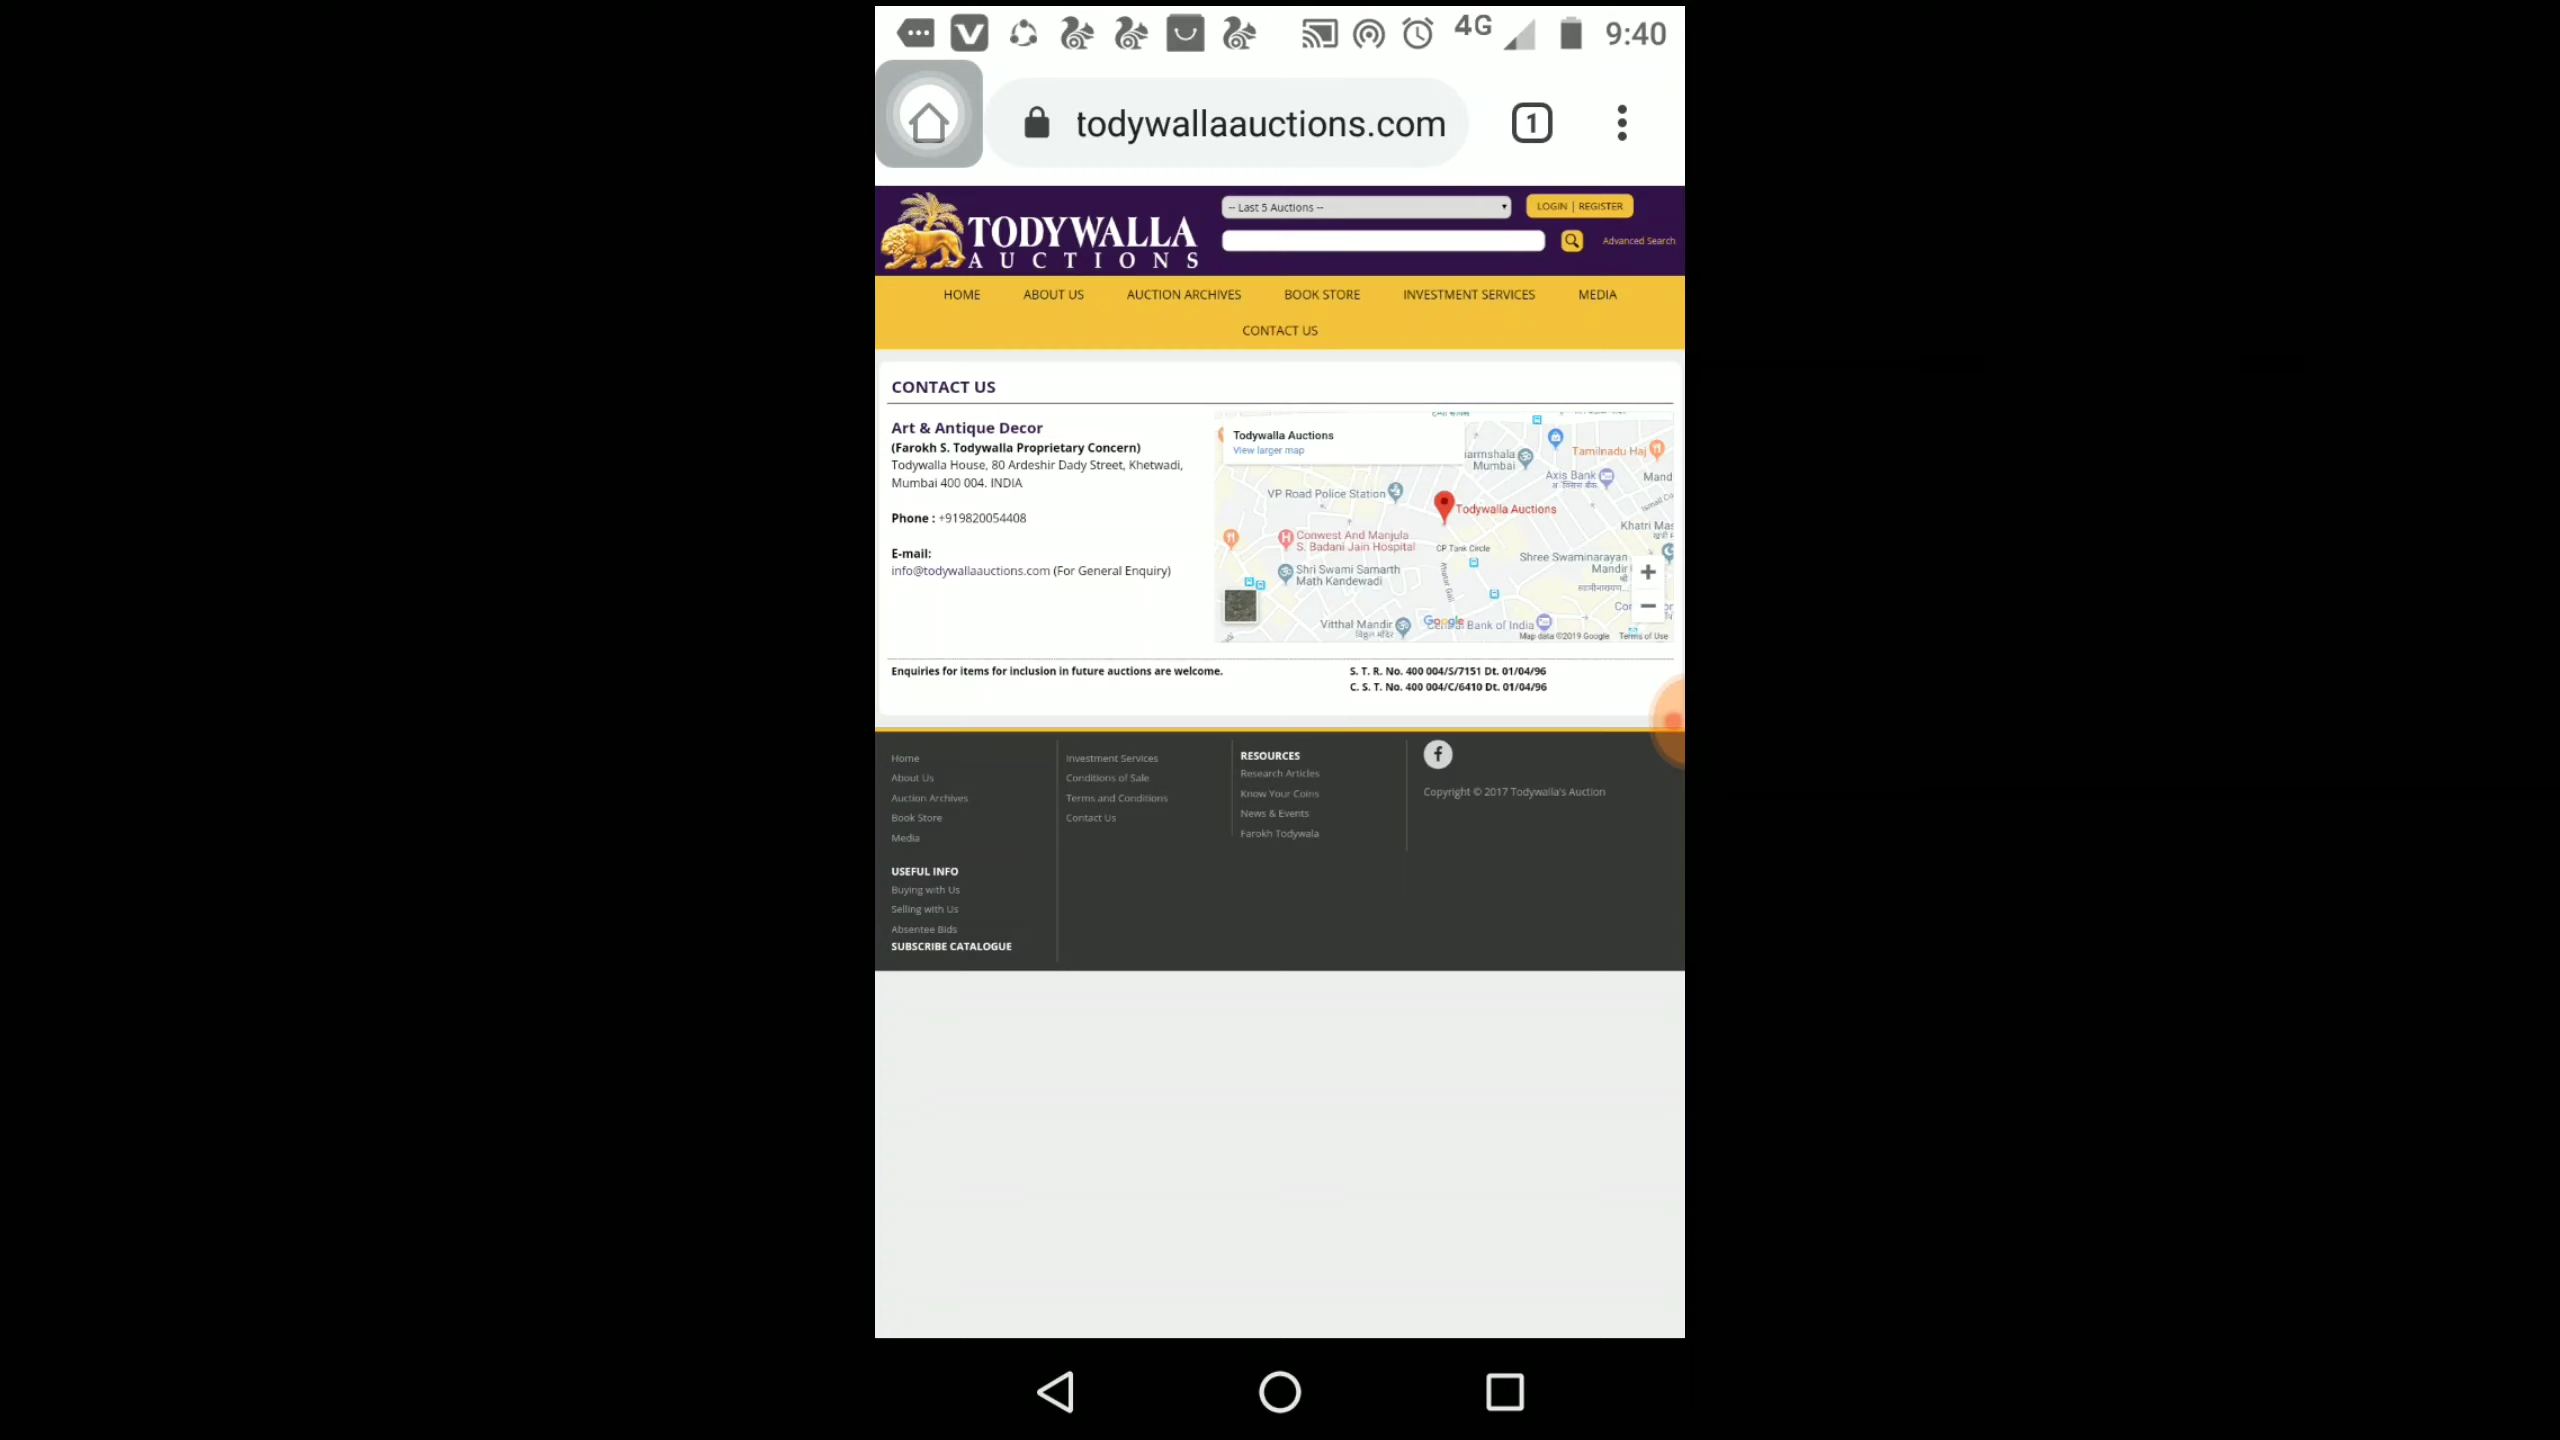 4G 9:40
todywallaauctions.com
1
TODYWALLA
AUCTIONS
-- Last 5 Auctions --
LOGIN | REGISTER
Advanced Search
HOME ABOUT US AUCTION ARCHIVES BOOK STORE INVESTMENT SERVICES MEDIA
CONTACT US
CONTACT US
Art & Antique Decor
(Farokh S. Todywalla Proprietary Concern)
Todywalla House, 80 Ardeshir Dady Street, Khetwadi,
Mumbai 400 004. INDIA
Phone : +919820054408
E-mail:
info@todywallaauctions.com (For General Enquiry)
Todywalla Auctions
View larger map
Mumbai
Tamilnadu Haj
Axis Bank
Mand
VP Road Police Station
Todywalla Auctions
Khatri Mas
Conwest And Manjula
S. Badani Jain Hospital
CP Tank Circle
Shree Swaminarayan
Mandir
Shri Swami Samarth
Math Kandewadi
Vitthal Mandir
विठ्ठल मंदिर
Google
Central Bank of India
Map data ©2019 Google Terms of Use
Enquiries for items for inclusion in future auctions are welcome.
S. T. R. No. 400 004/S/7151 Dt. 01/04/96
C. S. T. No. 400 004/C/6410 Dt. 01/04/96
Home
About Us
Auction Archives
Book Store
Media
USEFUL INFO
Buying with Us
Selling with Us
Absentee Bids
SUBSCRIBE CATALOGUE
Investment Services
Conditions of Sale
Terms and Conditions
Contact Us
RESOURCES
Research Articles
Know Your Coins
News & Events
Farokh Todywala
Copyright © 2017 Todywalla's Auction